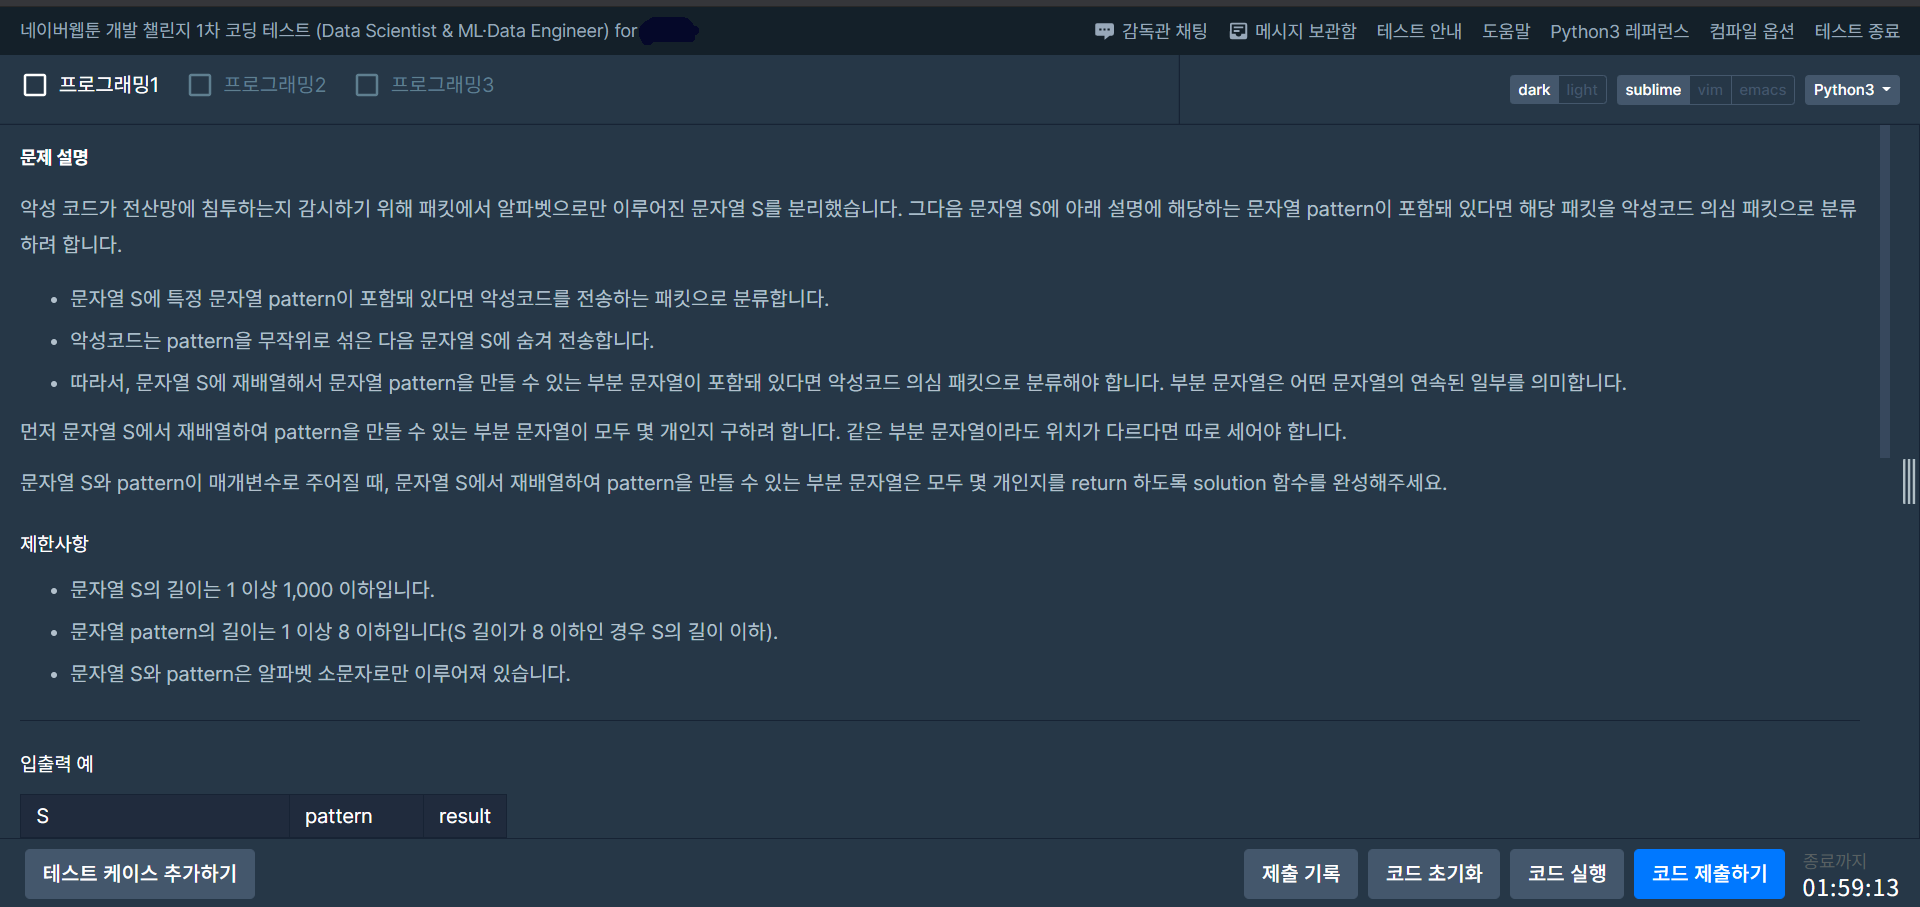 네이버웹툰 개발 챌린지 1차 코딩 테스트 (Data Scientist & ML·Data Engineer) for
감독관 채팅 메시지 보관함 테스트 안내 도움말 Python3 레퍼런스 컴파일 옵션 테스트 종료
프로그래밍1 프로그래밍2 프로그래밍3
dark light sublime vim emacs Python3
문제 설명
악성 코드가 전산망에 침투하는지 감시하기 위해 패킷에서 알파벳으로만 이루어진 문자열 S를 분리했습니다. 그다음 문자열 S에 아래 설명에 해당하는 문자열 pattern이 포함돼 있다면 해당 패킷을 악성코드 의심 패킷으로 분류
하려 합니다.
• 문자열 S에 특정 문자열 pattern이 포함돼 있다면 악성코드를 전송하는 패킷으로 분류합니다.
• 악성코드는 pattern을 무작위로 섞은 다음 문자열 S에 숨겨 전송합니다.
• 따라서, 문자열 S에 재배열해서 문자열 pattern을 만들 수 있는 부분 문자열이 포함돼 있다면 악성코드 의심 패킷으로 분류해야 합니다. 부분 문자열은 어떤 문자열의 연속된 일부를 의미합니다.
먼저 문자열 S에서 재배열하여 pattern을 만들 수 있는 부분 문자열이 모두 몇 개인지 구하려 합니다. 같은 부분 문자열이라도 위치가 다르다면 따로 세어야 합니다.
문자열 S와 pattern이 매개변수로 주어질 때, 문자열 S에서 재배열하여 pattern을 만들 수 있는 부분 문자열은 모두 몇 개인지를 return 하도록 solution 함수를 완성해주세요.
제한사항
• 문자열 S의 길이는 1 이상 1,000 이하입니다.
• 문자열 pattern의 길이는 1 이상 8 이하입니다(S 길이가 8 이하인 경우 S의 길이 이하).
• 문자열 S와 pattern은 알파벳 소문자로만 이루어져 있습니다.
입출력 예
S pattern result
테스트 케이스 추가하기 제출 기록 코드 초기화 코드 실행 코드 제출하기
종료까지
01:59:13